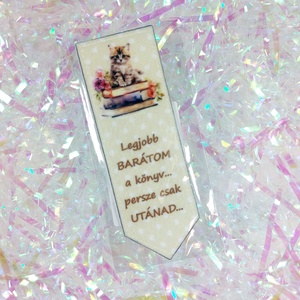 Legjobb
BARÁTOM
a könyv...
persze csak
UTÁNAD...